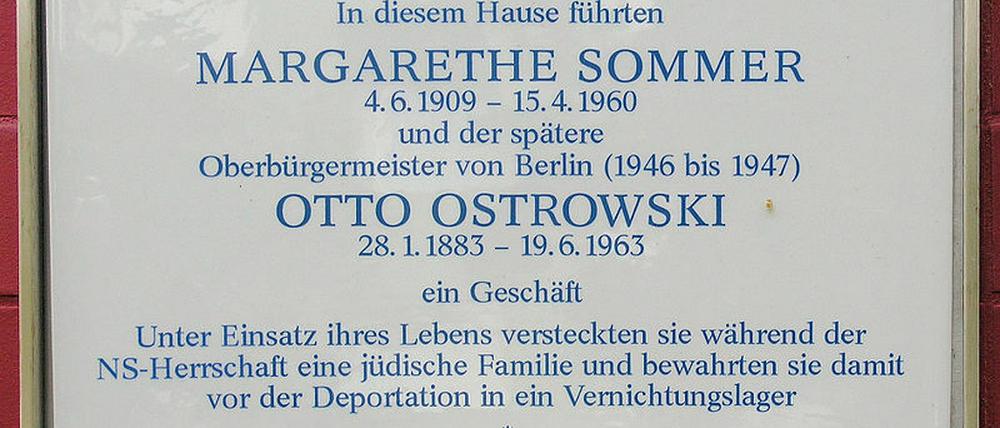 In diesem Hause führten
MARGARETHE SOMMER
4. 6. 1909 – 15. 4. 1960
und der spätere
Oberbürgermeister von Berlin (1946 bis 1947)
OTTO OSTROWSKI
28. 1. 1883 – 19. 6. 1963
ein Geschäft
Unter Einsatz ihres Lebens versteckten sie während der
NS-Herrschaft eine jüdische Familie und bewahrten sie damit
vor der Deportation in ein Vernichtungslager